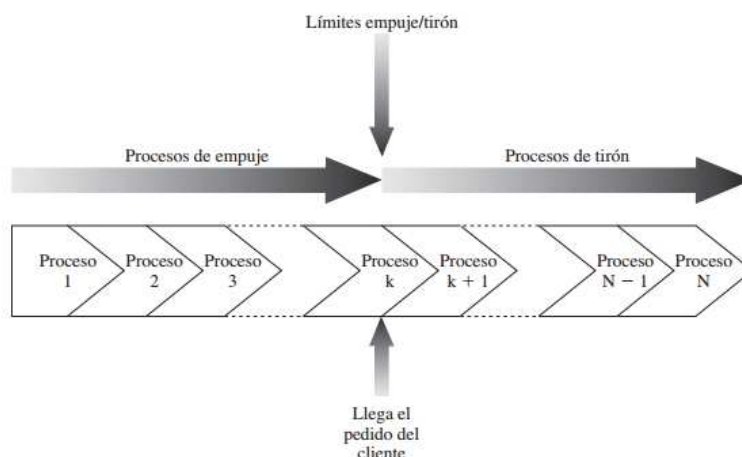 Límites empuje/tirón
Procesos de empuje
Procesos de tirón
Proceso
1
Proceso
2
Proceso
3
Proceso
k
Proceso
k + 1
Proceso
N − 1
Proceso
N
Llega el
pedido del
cliente